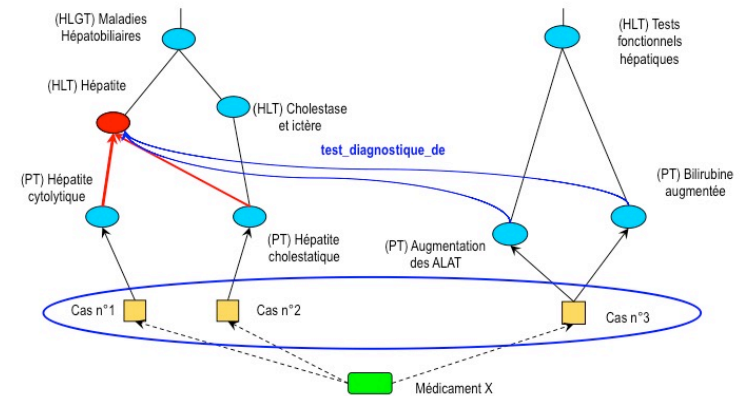 (HLGT) Maladies
Hépatobiliaires
(HLT) Tests
fonctionnels
hépatiques
(HLT) Hépatite
(HLT) Cholestase
et ictère
test_diagnostique_de
(PT) Hépatite
cytolytique
(PT) Bilirubine
augmentée
(PT) Hépatite
cholestatique
(PT) Augmentation
des ALAT
Cas n°1
Cas n°2
Cas n°3
Médicament X